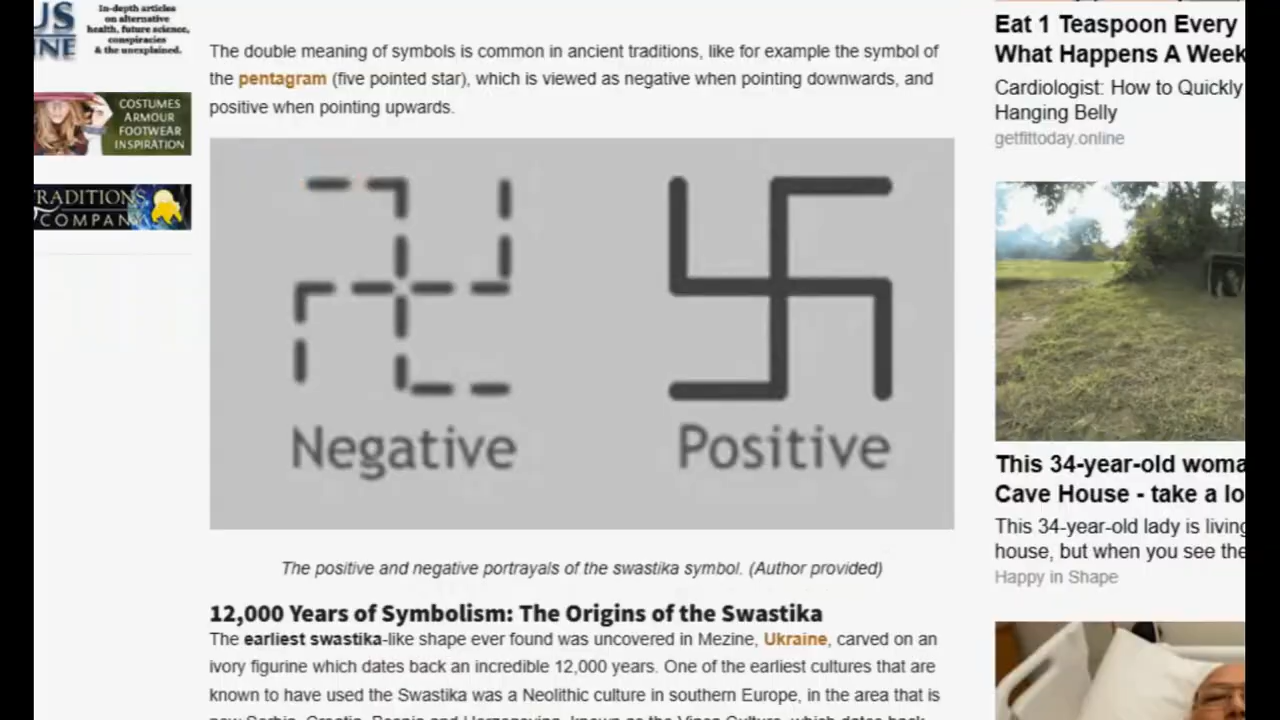 US
INE
In-depth articles
on alternative
health, future science,
conspiracies
& the unexplained.
COSTUMES
ARMOUR
FOOTWEAR
INSPIRATION
TRADITIONS
COMPANY
The double meaning of symbols is common in ancient traditions, like for example the symbol of
the pentagram (five pointed star), which is viewed as negative when pointing downwards, and
positive when pointing upwards.
Negative
Positive
The positive and negative portrayals of the swastika symbol. (Author provided)
12,000 Years of Symbolism: The Origins of the Swastika
The earliest swastika-like shape ever found was uncovered in Mezine, Ukraine, carved on an
ivory figurine which dates back an incredible 12,000 years. One of the earliest cultures that are
known to have used the Swastika was a Neolithic culture in southern Europe, in the area that is
Eat 1 Teaspoon Every
What Happens A Week
Cardiologist: How to Quickly
Hanging Belly
getfittoday.online
This 34-year-old woma
Cave House - take a lo
This 34-year-old lady is living
house, but when you see the
Happy in Shape